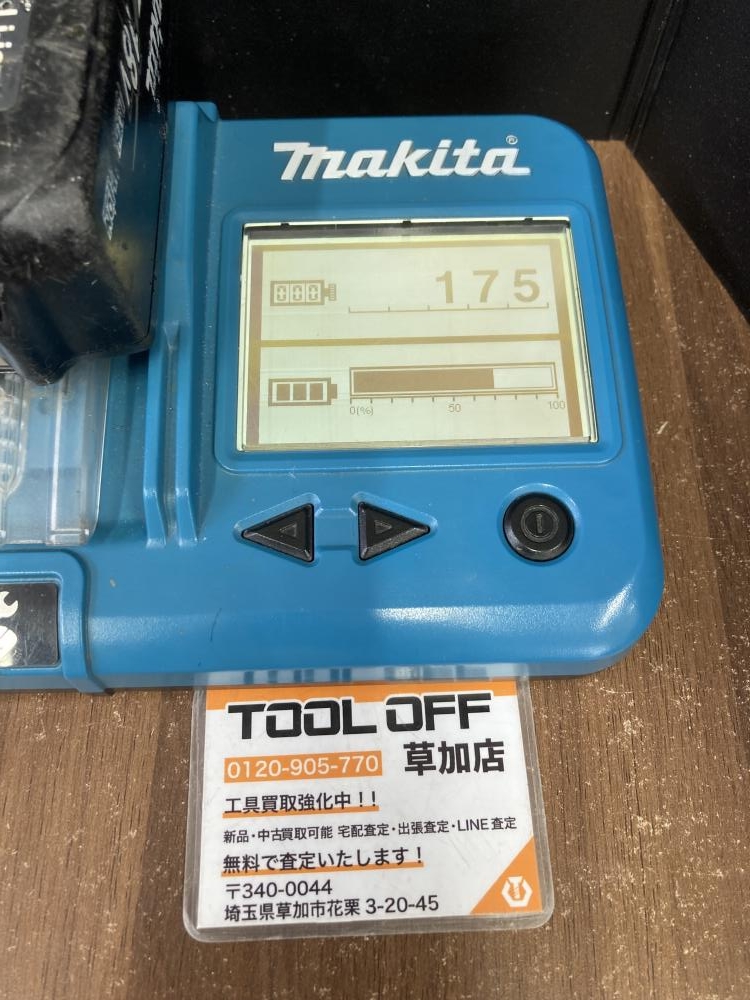 makita®
175
0(%) 50 100
TOOL OFF
0120-905-770 草加店
工具買取強化中！！
新品・中古買取可能 宅配査定・出張査定・LINE査定
無料で査定いたします！
〒340-0044
埼玉県草加市花栗 3-20-45